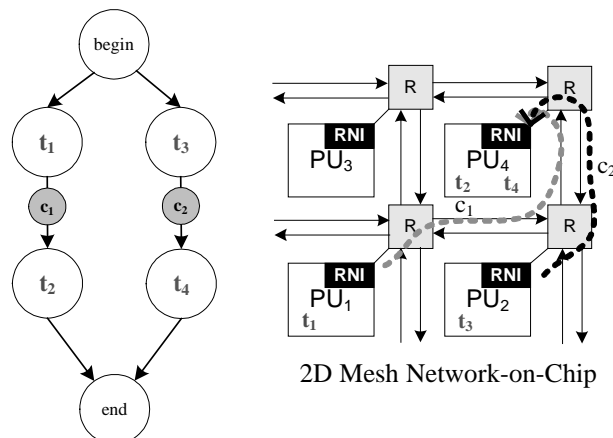 begin
t₁
t₃
c₁
c₂
t₂
t₄
end
R
R
RNI
PU₃
RNI
PU₄
t₂ t₄
c₂
c₁
R
R
RNI
PU₁
t₁
RNI
PU₂
t₃
2D Mesh Network-on-Chip